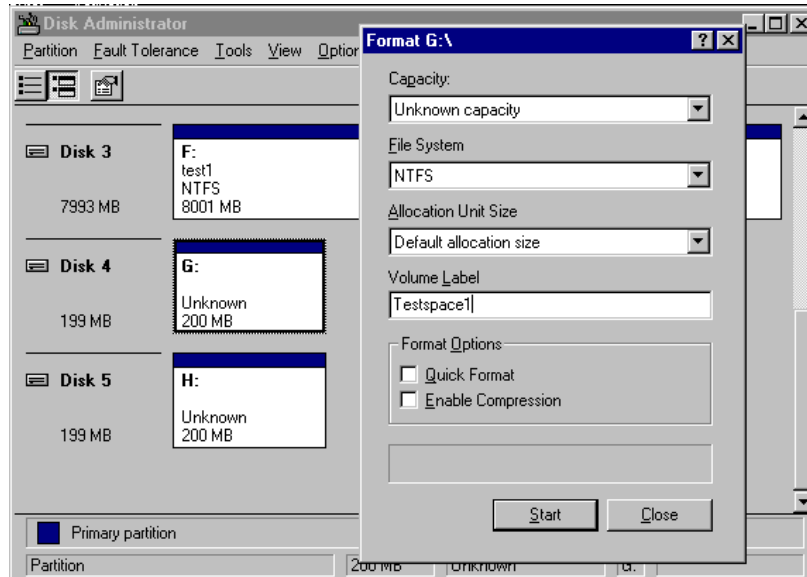 Disk Administrator
Partition Fault Tolerance Tools View Option
Disk 3
7993 MB
F:
test1
NTFS
8001 MB
Disk 4
199 MB
G:
Unknown
200 MB
Disk 5
199 MB
H:
Unknown
200 MB
Primary partition
Partition 200 MB Unknown G:
Format G:\
Capacity:
Unknown capacity
File System
NTFS
Allocation Unit Size
Default allocation size
Volume Label
Testspace1
Format Options
Quick Format
Enable Compression
Start Close